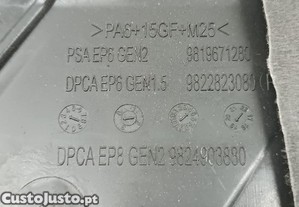 >PA6+15GF+M25<
PSA EP6 GEN2 9819671280
DPCA EP6 GEN1.5 9822823080
DPCA EP8 GEN2 9824903880
CustoJusto.pt